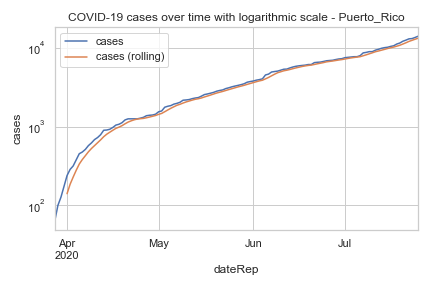 COVID-19 cases over time with logarithmic scale - Puerto_Rico
cases
cases (rolling)
10^4
10^3
10^2
cases
Apr
2020
May
Jun
Jul
dateRep